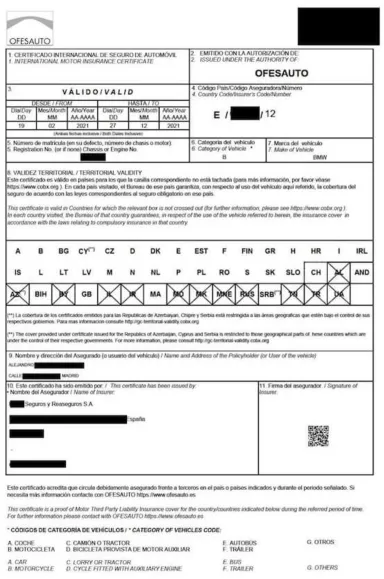 OFESAUTO
1. CERTIFICADO INTERNACIONAL DE SEGURO DE AUTOMÓVIL
1. INTERNATIONAL MOTOR INSURANCE CERTIFICATE
2. EMITIDO CON LA AUTORIZACIÓN DE:
2. ISSUED UNDER THE AUTHORITY OF:
OFESAUTO
3. VÁLIDO/VALID
DESDE / FROM HASTA / TO
Día/Day Mes/Month Año/Year Día/Day Mes/Month Año/Year
DD MM AA-AAAA DD MM AA-AAAA
19 02 2021 27 12 2021
(Ambas fechas inclusive / Both Dates Inclusive)
4. Código País/Código Aseguradora/Número
4. Country Code/Insurer's Code/Number
E / /12
5. Número de matrícula (en su defecto, número de chasis o motor).
5. Registration No. (or if none) Chassis or Engine No.
6. Categoría del vehículo
6. Category of Vehicle *
B
7. Marca del vehículo
7. Make of Vehicle
BMW
8. VALIDEZ TERRITORIAL / TERRITORIAL VALIDITY
Este certificado es válido en países para los que la casilla correspondiente no está tachada (para más información, por favor véase
https://www.cobx.org ). En cada país visitado, el Bureau de ese país garantiza, con respecto al uso del vehículo aquí referido, la cobertura del
seguro de acuerdo con las leyes correspondientes al seguro obligatorio en ese país.
This certificate is valid in Countries for which the relevant box is not crossed out (for further information, please see https://www.cobx.org ).
In each country visited, the Bureau of that country guarantees, in respect of the use of the vehicle referred to herein, the insurance cover in
accordance with the laws relating to compulsory insurance in that country.
A B BG CY(**) CZ D DK E EST F FIN GR H HR I IRL
IS L LT LV M N NL P PL RO S SK SLO CH AL AND
AZ(**) BIH BY GB IL IR MA MD MK MNE RUS SRB(**) TN TR UA
(**) La cobertura de los certificados emitidos para las Republicas de Azerbaijan, Chipre y Serbia está restringida a las áreas geográficas que estén bajo el control de sus
respectivos gobiernos. Para mas información consulte http://gc-territorial-validity.cobx.org
(**) The cover provided under certificate issued for the Republics of Azerbaijan, Cyprus and Serbia is restricted to those geographical parts of these countries which are
under the control of their respective governments. For more information, please consult http://gc-territorial-validity.cobx.org
9. Nombre y dirección del Asegurado (o usuario del vehículo) / Name and Address of the Policyholder (or User of the vehicle)
ALEJANDRO
CALLE MADRID
10. Este certificado ha sido emitido por: / This certificate has been issued by:
* Nombre del Asegurador / Name of Insurer:
Seguros y Reaseguros S.A.
España
11. Firma del asegurador / Signature of
Insurer.
Este certificado acredita que circula debidamente asegurado frente a terceros en el país o países indicados y durante el período señalado. Si
necesita más información contacte con OFESAUTO https://www.ofesauto.es
This certificate is a proof of Motor Third Party Liability Insurance cover for the country/countries indicated below during the referred period of time.
For further information please contact with OFESAUTO https://www.ofesauto.es
* CÓDIGOS DE CATEGORÍA DE VEHÍCULOS / * CATEGORY OF VEHICLES CODE:
A. COCHE C. CAMIÓN O TRACTOR E. AUTOBÚS G. OTROS
B. MOTOCICLETA D. BICICLETA PROVISTA DE MOTOR AUXILIAR F. TRÁILER
A. CAR C. LORRY OR TRACTOR E. BUS
B. MOTORCYCLE D. CYCLE FITTED WITH AUXILIARY ENGINE F. TRAILER G. OTHERS